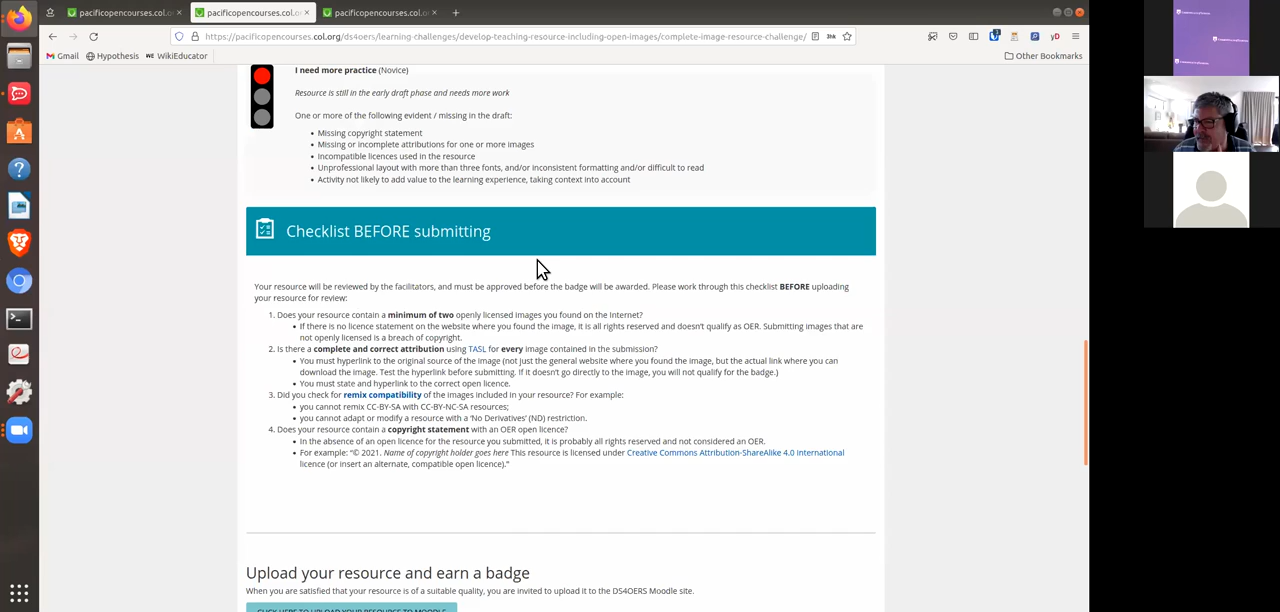 pacificopencourses.col.or
pacificopencourses.col.or
pacificopencourses.col.or
https://pacificopencourses.col.org/ds4oers/learning-challenges/develop-teaching-resource-including-open-images/complete-image-resource-challenge/
Gmail
Hypothesis
WE WikiEducator
Other Bookmarks
I need more practice (Novice)
Resource is still in the early draft phase and needs more work
One or more of the following evident / missing in the draft:
• Missing copyright statement
• Missing or incomplete attributions for one or more images
• Incompatible licences used in the resource
• Unprofessional layout with more than three fonts, and/or inconsistent formatting and/or difficult to read
• Activity not likely to add value to the learning experience, taking context into account
Checklist BEFORE submitting
Your resource will be reviewed by the facilitators, and must be approved before the badge will be awarded. Please work through this checklist BEFORE uploading
your resource for review:
1. Does your resource contain a minimum of two openly licensed images you found on the Internet?
• If there is no licence statement on the website where you found the image, it is all rights reserved and doesn't qualify as OER. Submitting images that are
not openly licensed is a breach of copyright.
2. Is there a complete and correct attribution using TASL for every image contained in the submission?
• You must hyperlink to the original source of the image (not just the general website where you found the image, but the actual link where you can
download the image. Test the hyperlink before submitting. If it doesn't go directly to the image, you will not qualify for the badge.)
• You must state and hyperlink to the correct open licence.
3. Did you check for remix compatibility of the images included in your resource? For example:
• you cannot remix CC-BY-SA with CC-BY-NC-SA resources;
• you cannot adapt or modify a resource with a 'No Derivatives' (ND) restriction.
4. Does your resource contain a copyright statement with an OER open licence?
• In the absence of an open licence for the resource you submitted, it is probably all rights reserved and not considered an OER.
• For example: "© 2021. Name of copyright holder goes here This resource is licensed under Creative Commons Attribution-ShareAlike 4.0 International
licence (or insert an alternate, compatible open licence)."
Upload your resource and earn a badge
When you are satisfied that your resource is of a suitable quality, you are invited to upload it to the DS4OERS Moodle site.
CLICK HERE TO UPLOAD YOUR RESOURCE TO MOODLE